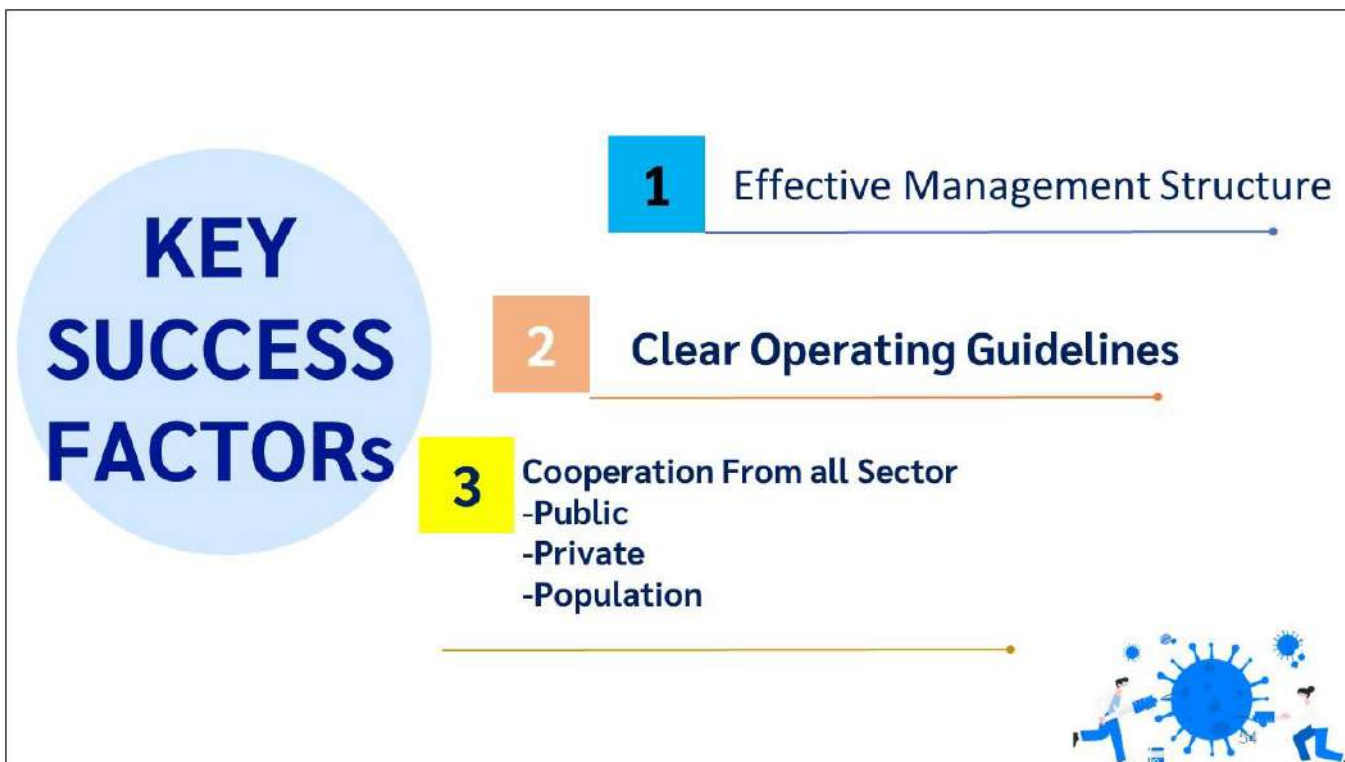 KEY
SUCCESS
FACTORs
1
Effective Management Structure
2
Clear Operating Guidelines
3
Cooperation From all Sector
-Public
-Private
-Population
54